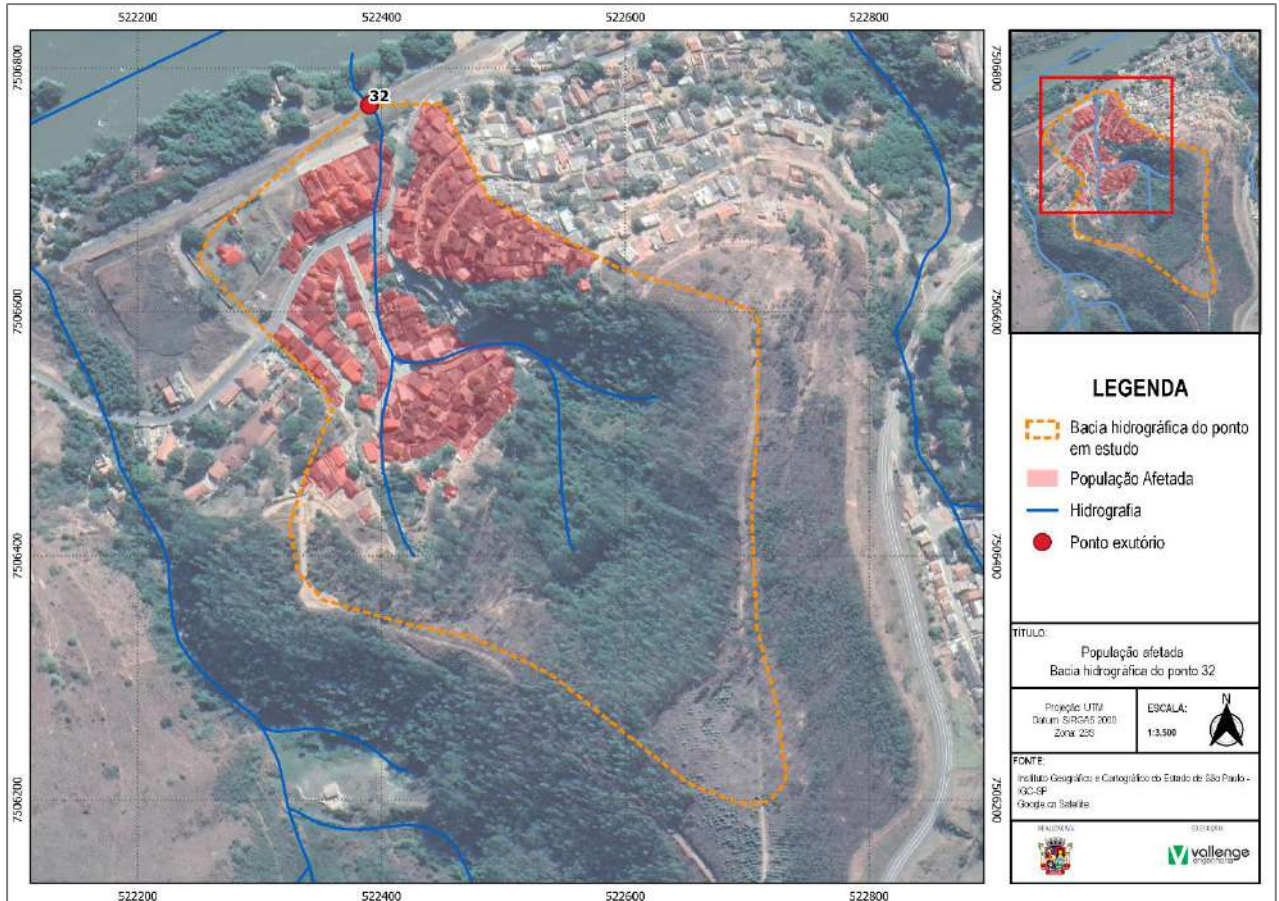 522200
522400
522600
522800
7506800
7506600
7506400
7506200
32
7506800
7506600
7506400
7506200
522200
522400
522600
522800
LEGENDA
Bacia hidrográfica do ponto
em estudo
População Afetada
Hidrografia
Ponto exutório
TÍTULO:
População afetada
Bacia hidrográfica do ponto 32
Projeção: UTM
Datum: SIRGAS 2000
Zona: 23S
ESCALA:
1:3.500
N
FONTE:
Instituto Geográfico e Cartográfico do Estado de São Paulo -
IGC-SP
Google cn Satélite
vallenge
engenharia